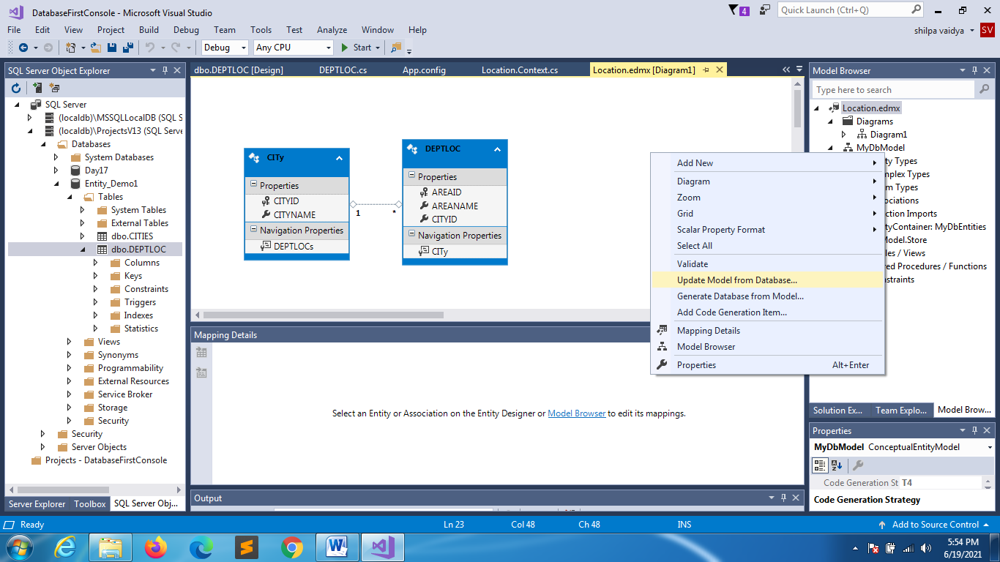 DatabaseFirstConsole - Microsoft Visual Studio
4
Quick Launch (Ctrl+Q)
File Edit View Project Build Debug Team Tools Test Analyze Window Help
shilpa vaidya SV
Debug Any CPU Start
SQL Server Object Explorer
SQL Server
(localdb)\MSSQLLocalDB (SQL S
(localdb)\ProjectsV13 (SQL Serve
Databases
System Databases
Day17
Entity_Demo1
Tables
System Tables
External Tables
dbo.CITIES
dbo.DEPTLOC
Columns
Keys
Constraints
Triggers
Indexes
Statistics
Views
Synonyms
Programmability
External Resources
Service Broker
Storage
Security
Security
Server Objects
Projects - DatabaseFirstConsole
Server Explorer Toolbox SQL Server Obj...
dbo.DEPTLOC [Design] DEPTLOC.cs App.config Location.Context.cs Location.edmx [Diagram1]
CITy
Properties
CITYID
CITYNAME
Navigation Properties
DEPTLOCs
1 *
DEPTLOC
Properties
AREAID
AREANAME
CITYID
Navigation Properties
CITy
Add New
Diagram
Zoom
Grid
Scalar Property Format
Select All
Validate
Update Model from Database...
Generate Database from Model...
Add Code Generation Item...
Mapping Details
Model Browser
Properties Alt+Enter
Mapping Details
Select an Entity or Association on the Entity Designer or Model Browser to edit its mappings.
Output
Model Browser
Type here to search
Location.edmx
Diagrams
Diagram1
MyDbModel
ty Types
nplex Types
m Types
ociations
ction Imports
tyContainer: MyDbEntities
Model.Store
les / Views
ed Procedures / Functions
straints
Solution Ex... Team Explo... Model Brow...
Properties
MyDbModel ConceptualEntityModel
Code Generation St T4
Code Generation Strategy
Ready Ln 23 Col 48 Ch 48 INS Add to Source Control
5:54 PM
6/19/2021